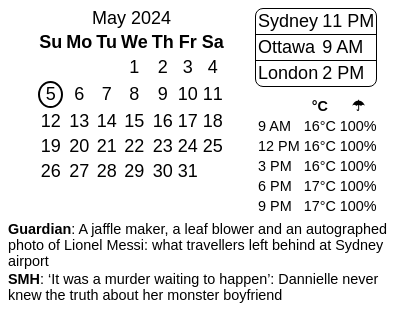 May 2024
Su Mo Tu We Th Fr Sa
1 2 3 4
5 6 7 8 9 10 11
12 13 14 15 16 17 18
19 20 21 22 23 24 25
26 27 28 29 30 31
Sydney 11 PM
Ottawa 9 AM
London 2 PM
°C ☂
9 AM 16°C 100%
12 PM 16°C 100%
3 PM 16°C 100%
6 PM 17°C 100%
9 PM 17°C 100%
Guardian: A jaffle maker, a leaf blower and an autographed
photo of Lionel Messi: what travellers left behind at Sydney
airport
SMH: ‘It was a murder waiting to happen’: Dannielle never
knew the truth about her monster boyfriend